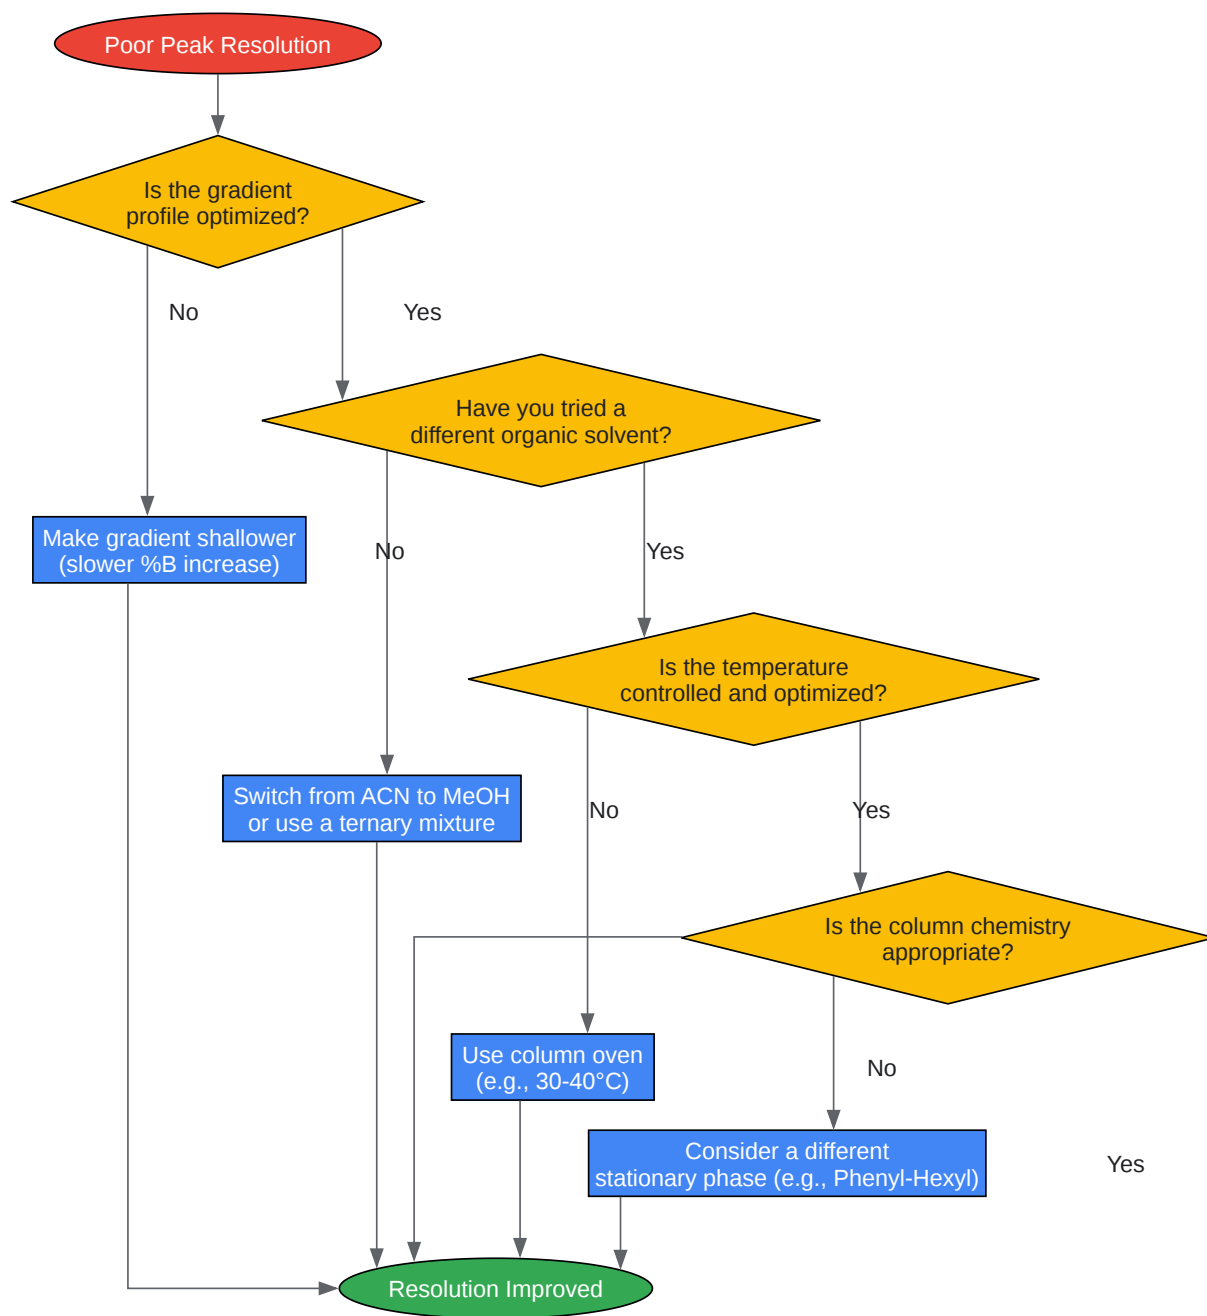 Poor Peak Resolution
Is the gradient
profile optimized?
No
Yes
Have you tried a
different organic solvent?
Make gradient shallower
(slower %B increase)
No
Yes
Is the temperature
controlled and optimized?
Switch from ACN to MeOH
or use a ternary mixture
No
Yes
Is the column chemistry
appropriate?
Use column oven
(e.g., 30-40°C)
No
Consider a different
stationary phase (e.g., Phenyl-Hexyl)
Yes
Resolution Improved